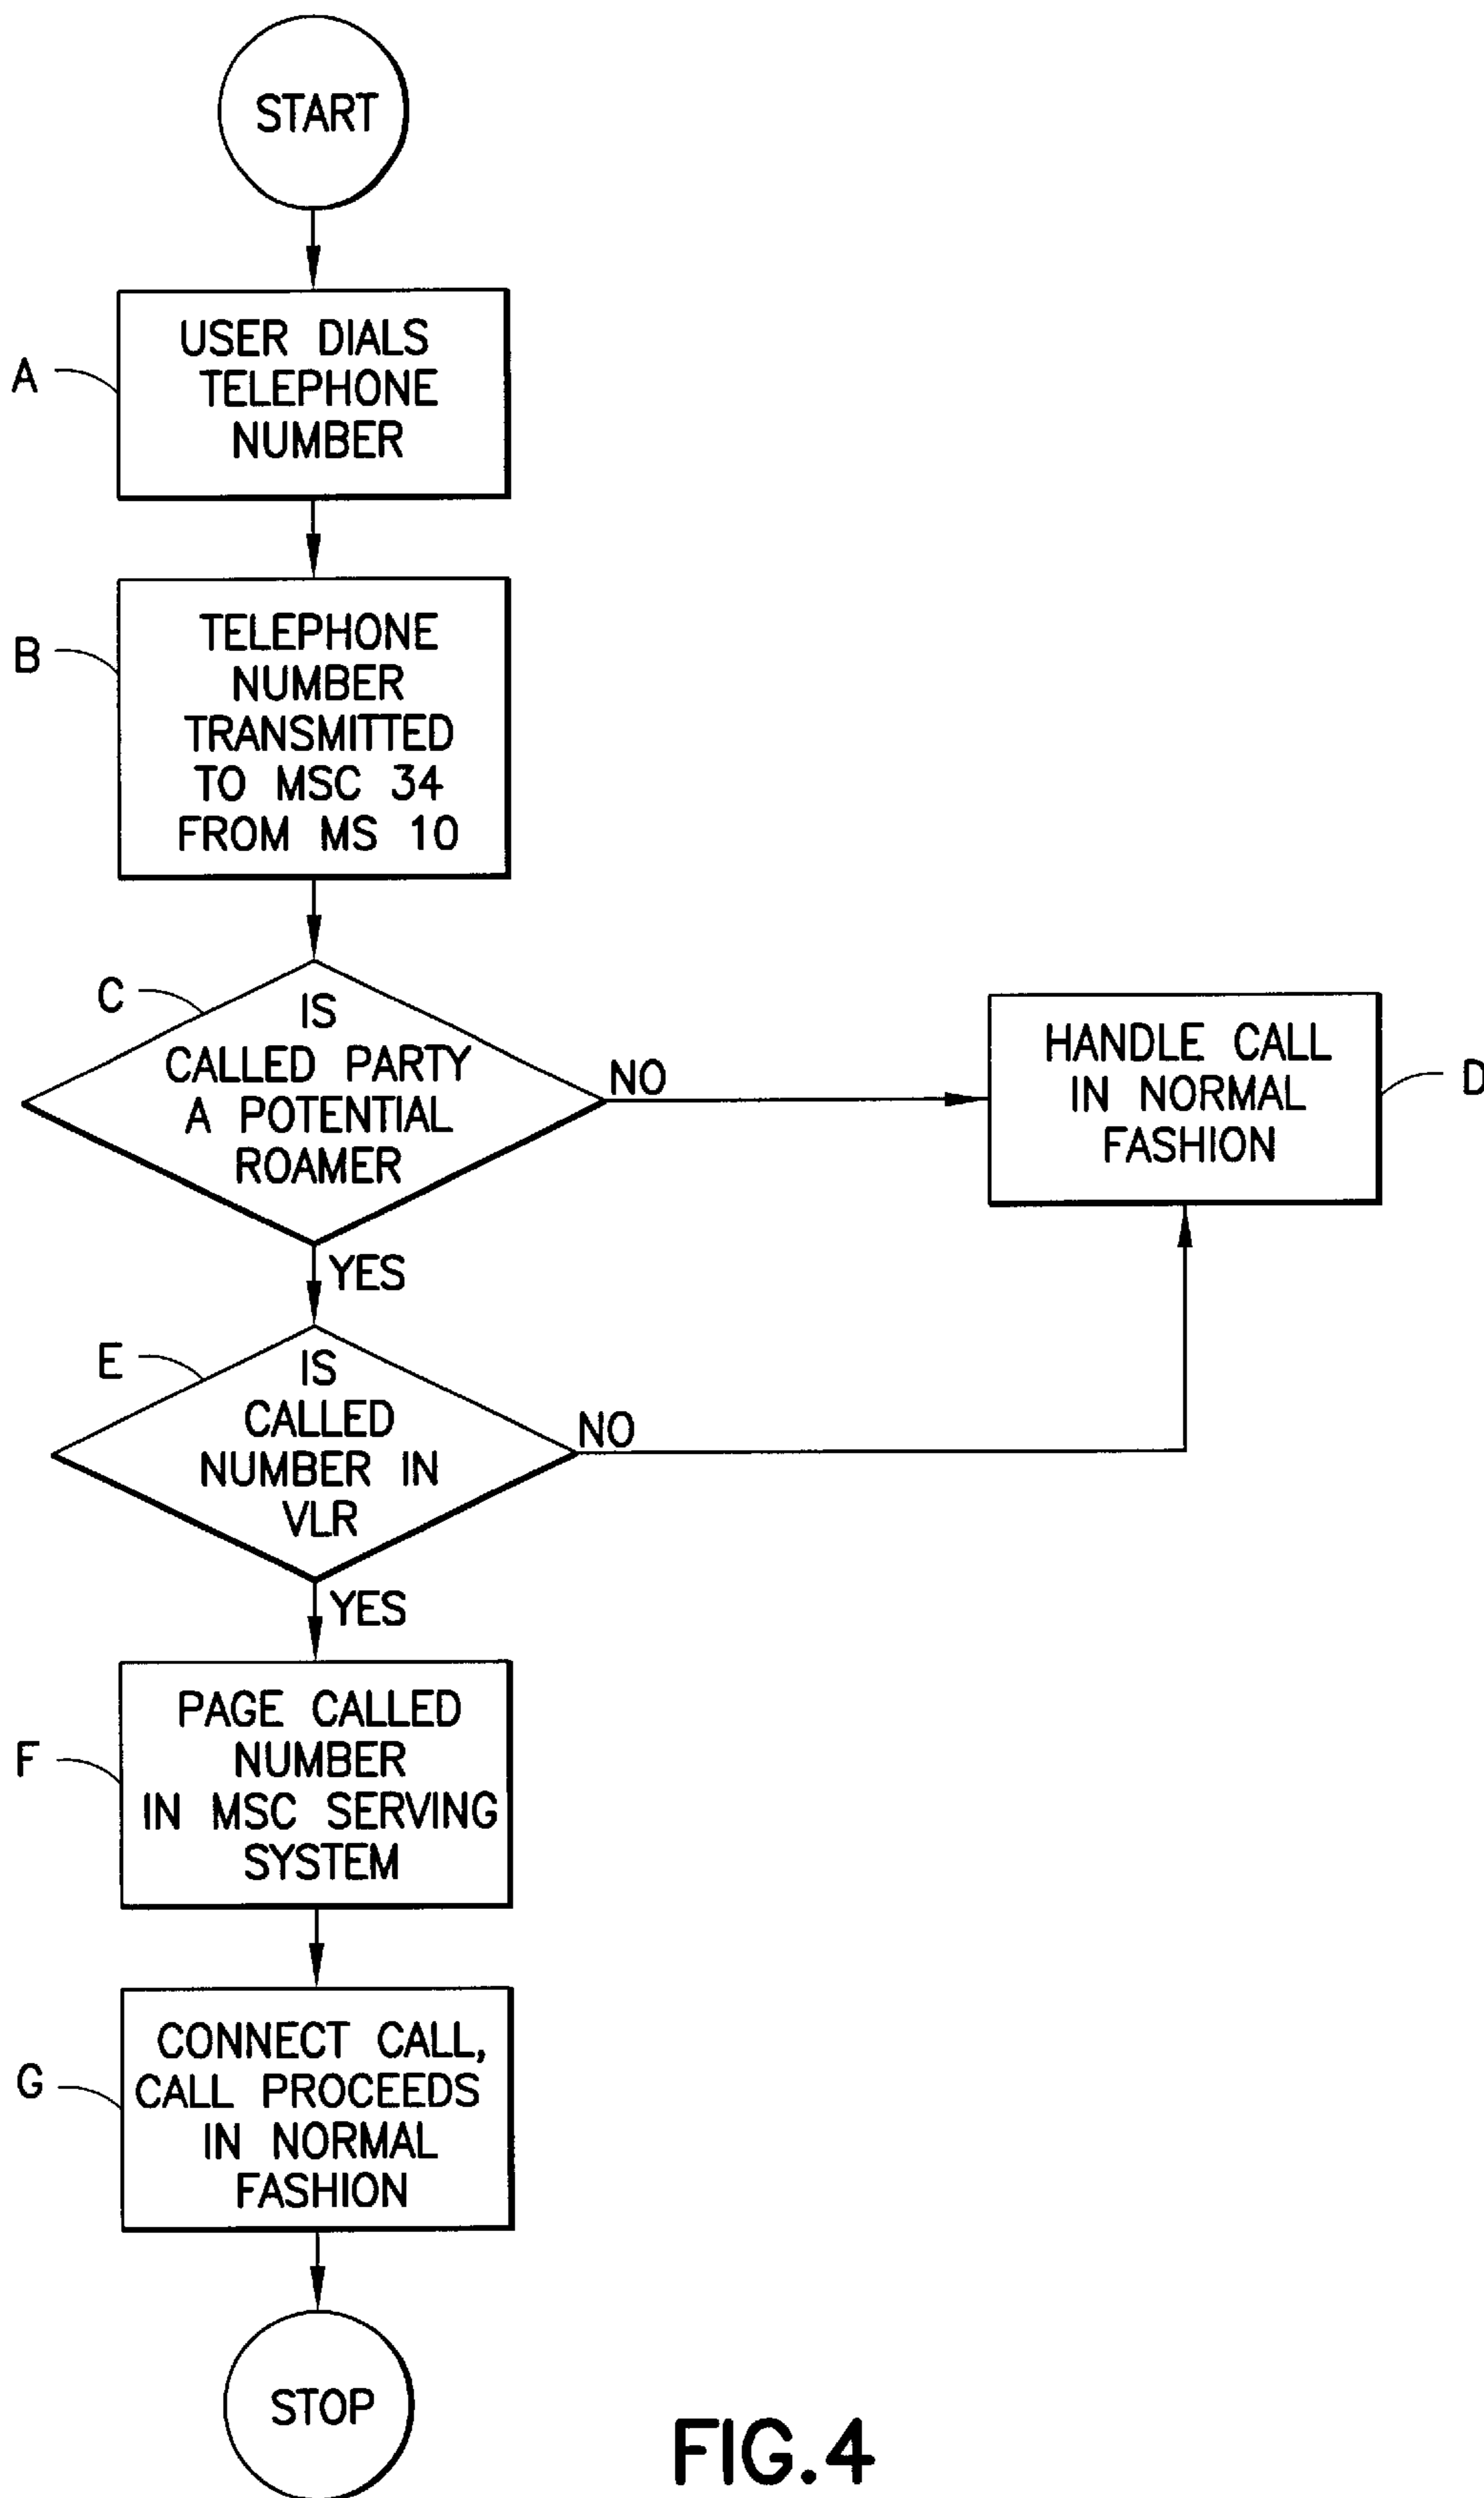 START
A
USER DIALS
TELEPHONE
NUMBER
B
TELEPHONE
NUMBER
TRANSMITTED
TO MSC 34
FROM MS 10
C
IS
CALLED PARTY
A POTENTIAL
ROAMER
NO
HANDLE CALL
IN NORMAL
FASHION
D
YES
E
IS
CALLED
NUMBER IN
VLR
NO
YES
F
PAGE CALLED
NUMBER
IN MSC SERVING
SYSTEM
G
CONNECT CALL,
CALL PROCEEDS
IN NORMAL
FASHION
STOP
FIG.4